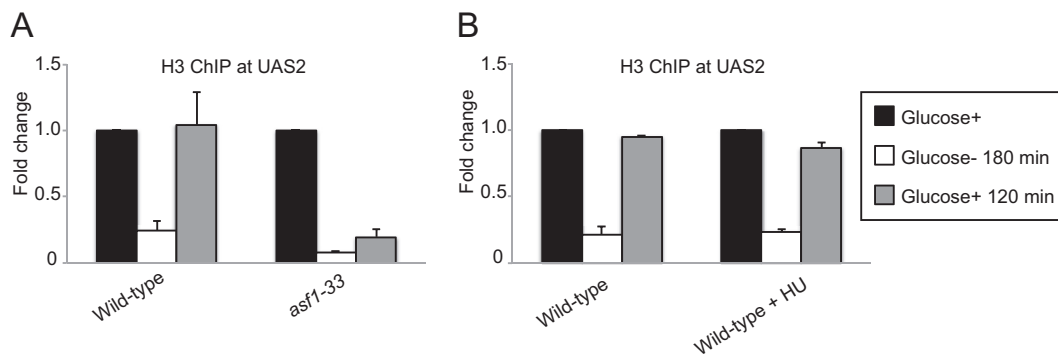 A
H3 ChIP at UAS2
Fold change
1.5
1.0
0.5
0
Wild-type
asf1-33
B
H3 ChIP at UAS2
Fold change
1.5
1.0
0.5
0
Wild-type
Wild-type + HU
Glucose+
Glucose- 180 min
Glucose+ 120 min